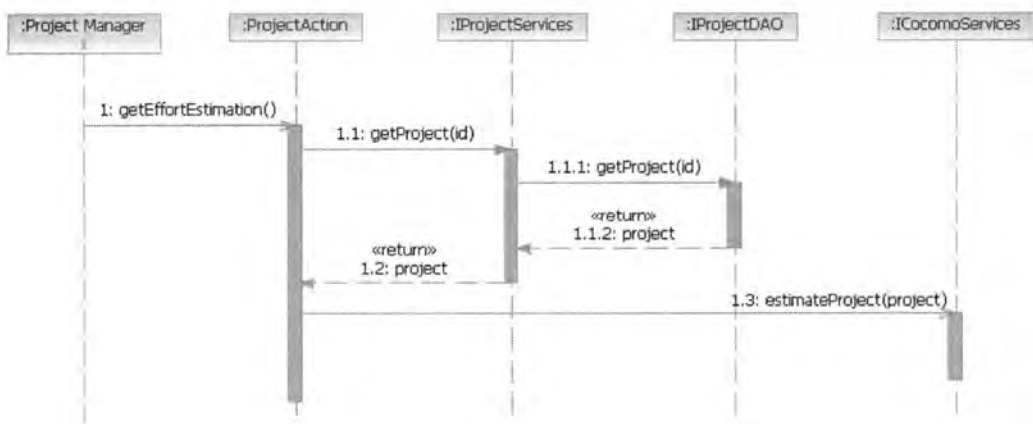 :Project Manager
:ProjectAction
:IProjectServices
:IProjectDAO
:ICocomoServices
1: getEffortEstimation()
1.1: getProject(id)
1.1.1: getProject(id)
«return»
1.1.2: project
«return»
1.2: project
1.3: estimateProject(project)